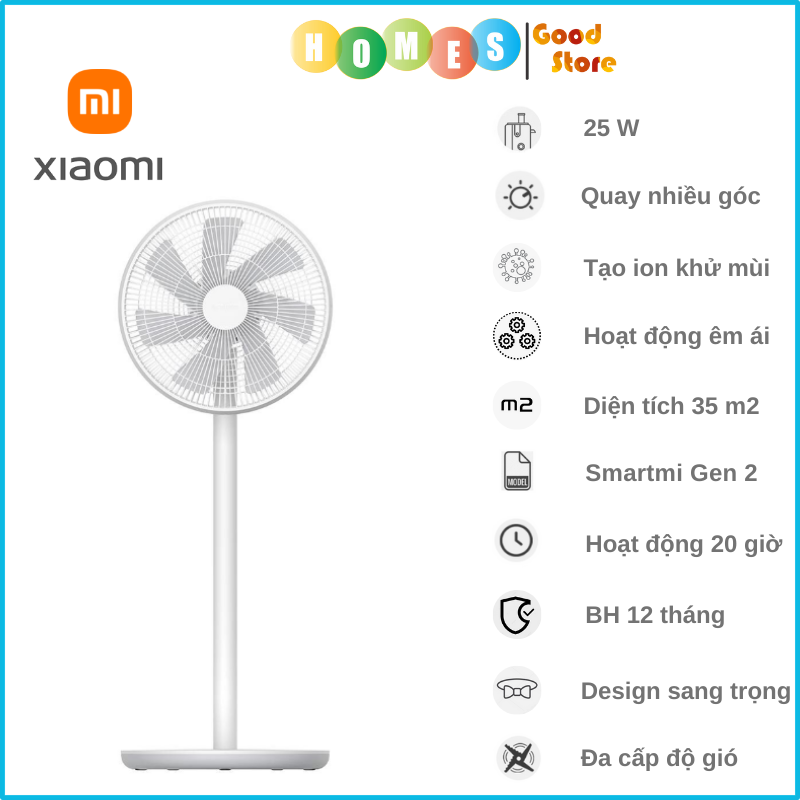 HOMES
Good
Store
mi
xiaomi
25 W
Quay nhiều góc
Tạo ion khử mùi
Hoạt động êm ái
m2
Diện tích 35 m2
MODEL
Smartmi Gen 2
Hoạt động 20 giờ
BH 12 tháng
Design sang trọng
Đa cấp độ gió